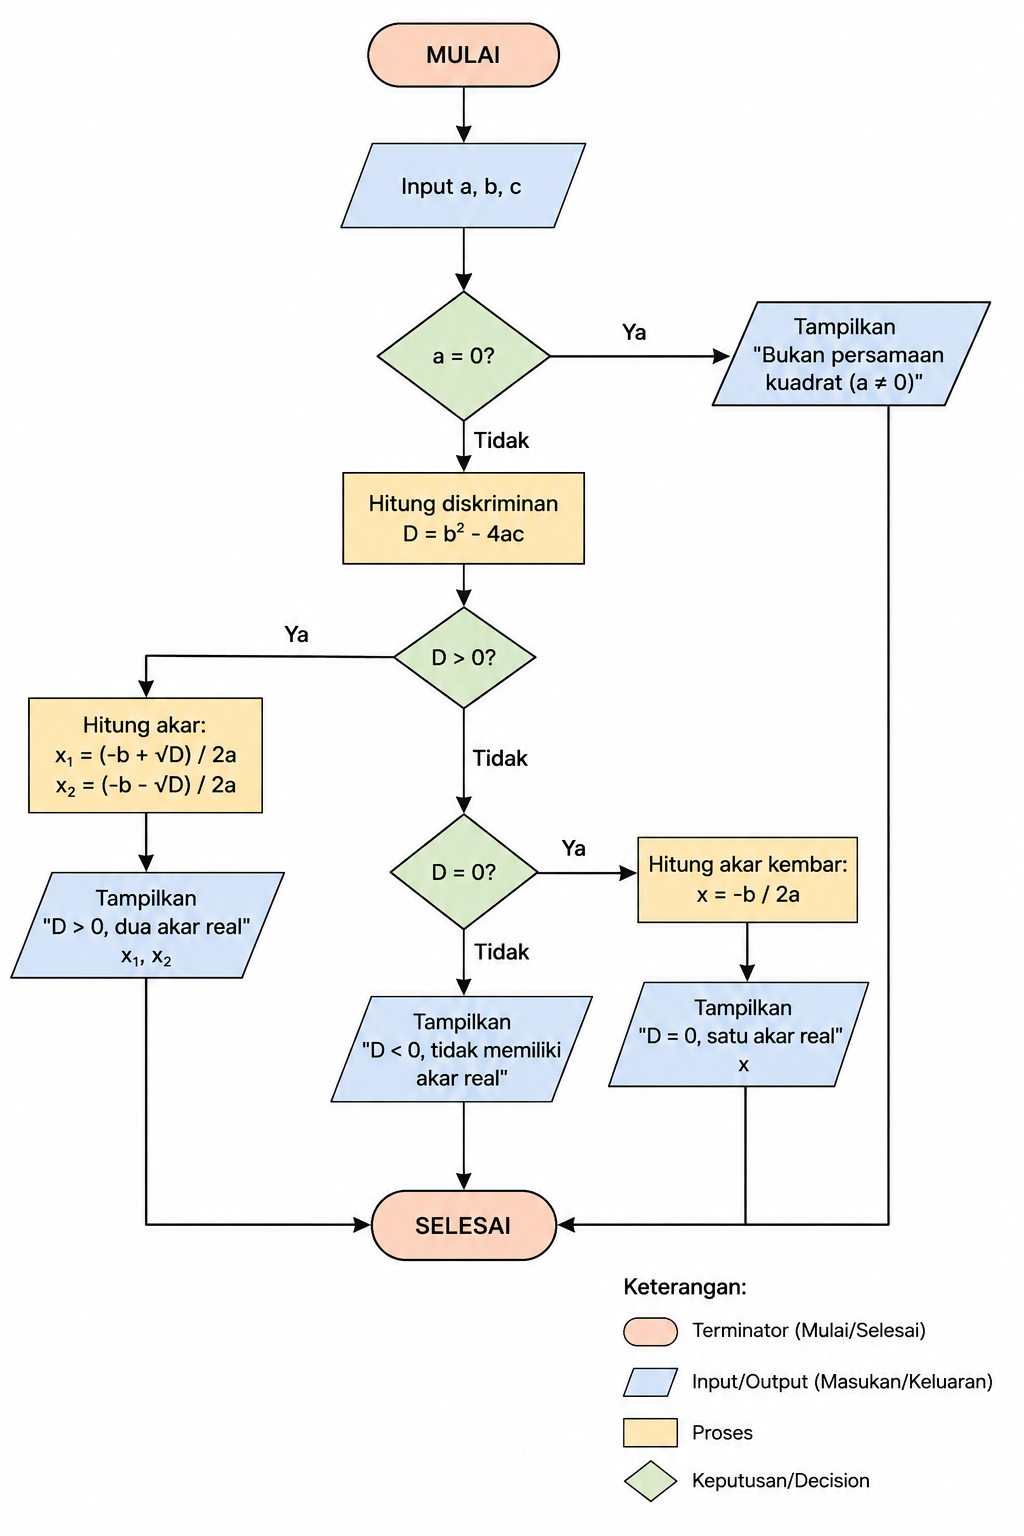 MULAI
Input a, b, c
a = 0?
Ya
Tampilkan
"Bukan persamaan
kuadrat (a ≠ 0)"
Tidak
Hitung diskriminan
D = b² - 4ac
D > 0?
Ya
Hitung akar:
x₁ = (-b + √D) / 2a
x₂ = (-b - √D) / 2a
Tampilkan
"D > 0, dua akar real"
x₁, x₂
Tidak
D = 0?
Ya
Hitung akar kembar:
x = -b / 2a
Tampilkan
"D = 0, satu akar real"
x
Tidak
Tampilkan
"D < 0, tidak memiliki
akar real"
SELESAI
Keterangan:
Terminator (Mulai/Selesai)
Input/Output (Masukan/Keluaran)
Proses
Keputusan/Decision